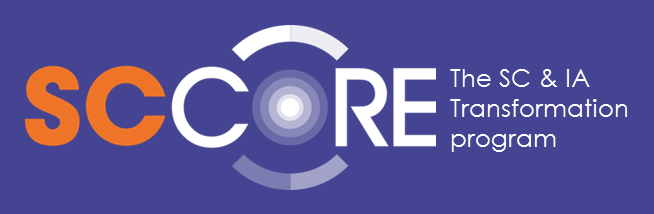 SCCORE
The SC & IA
Transformation
program